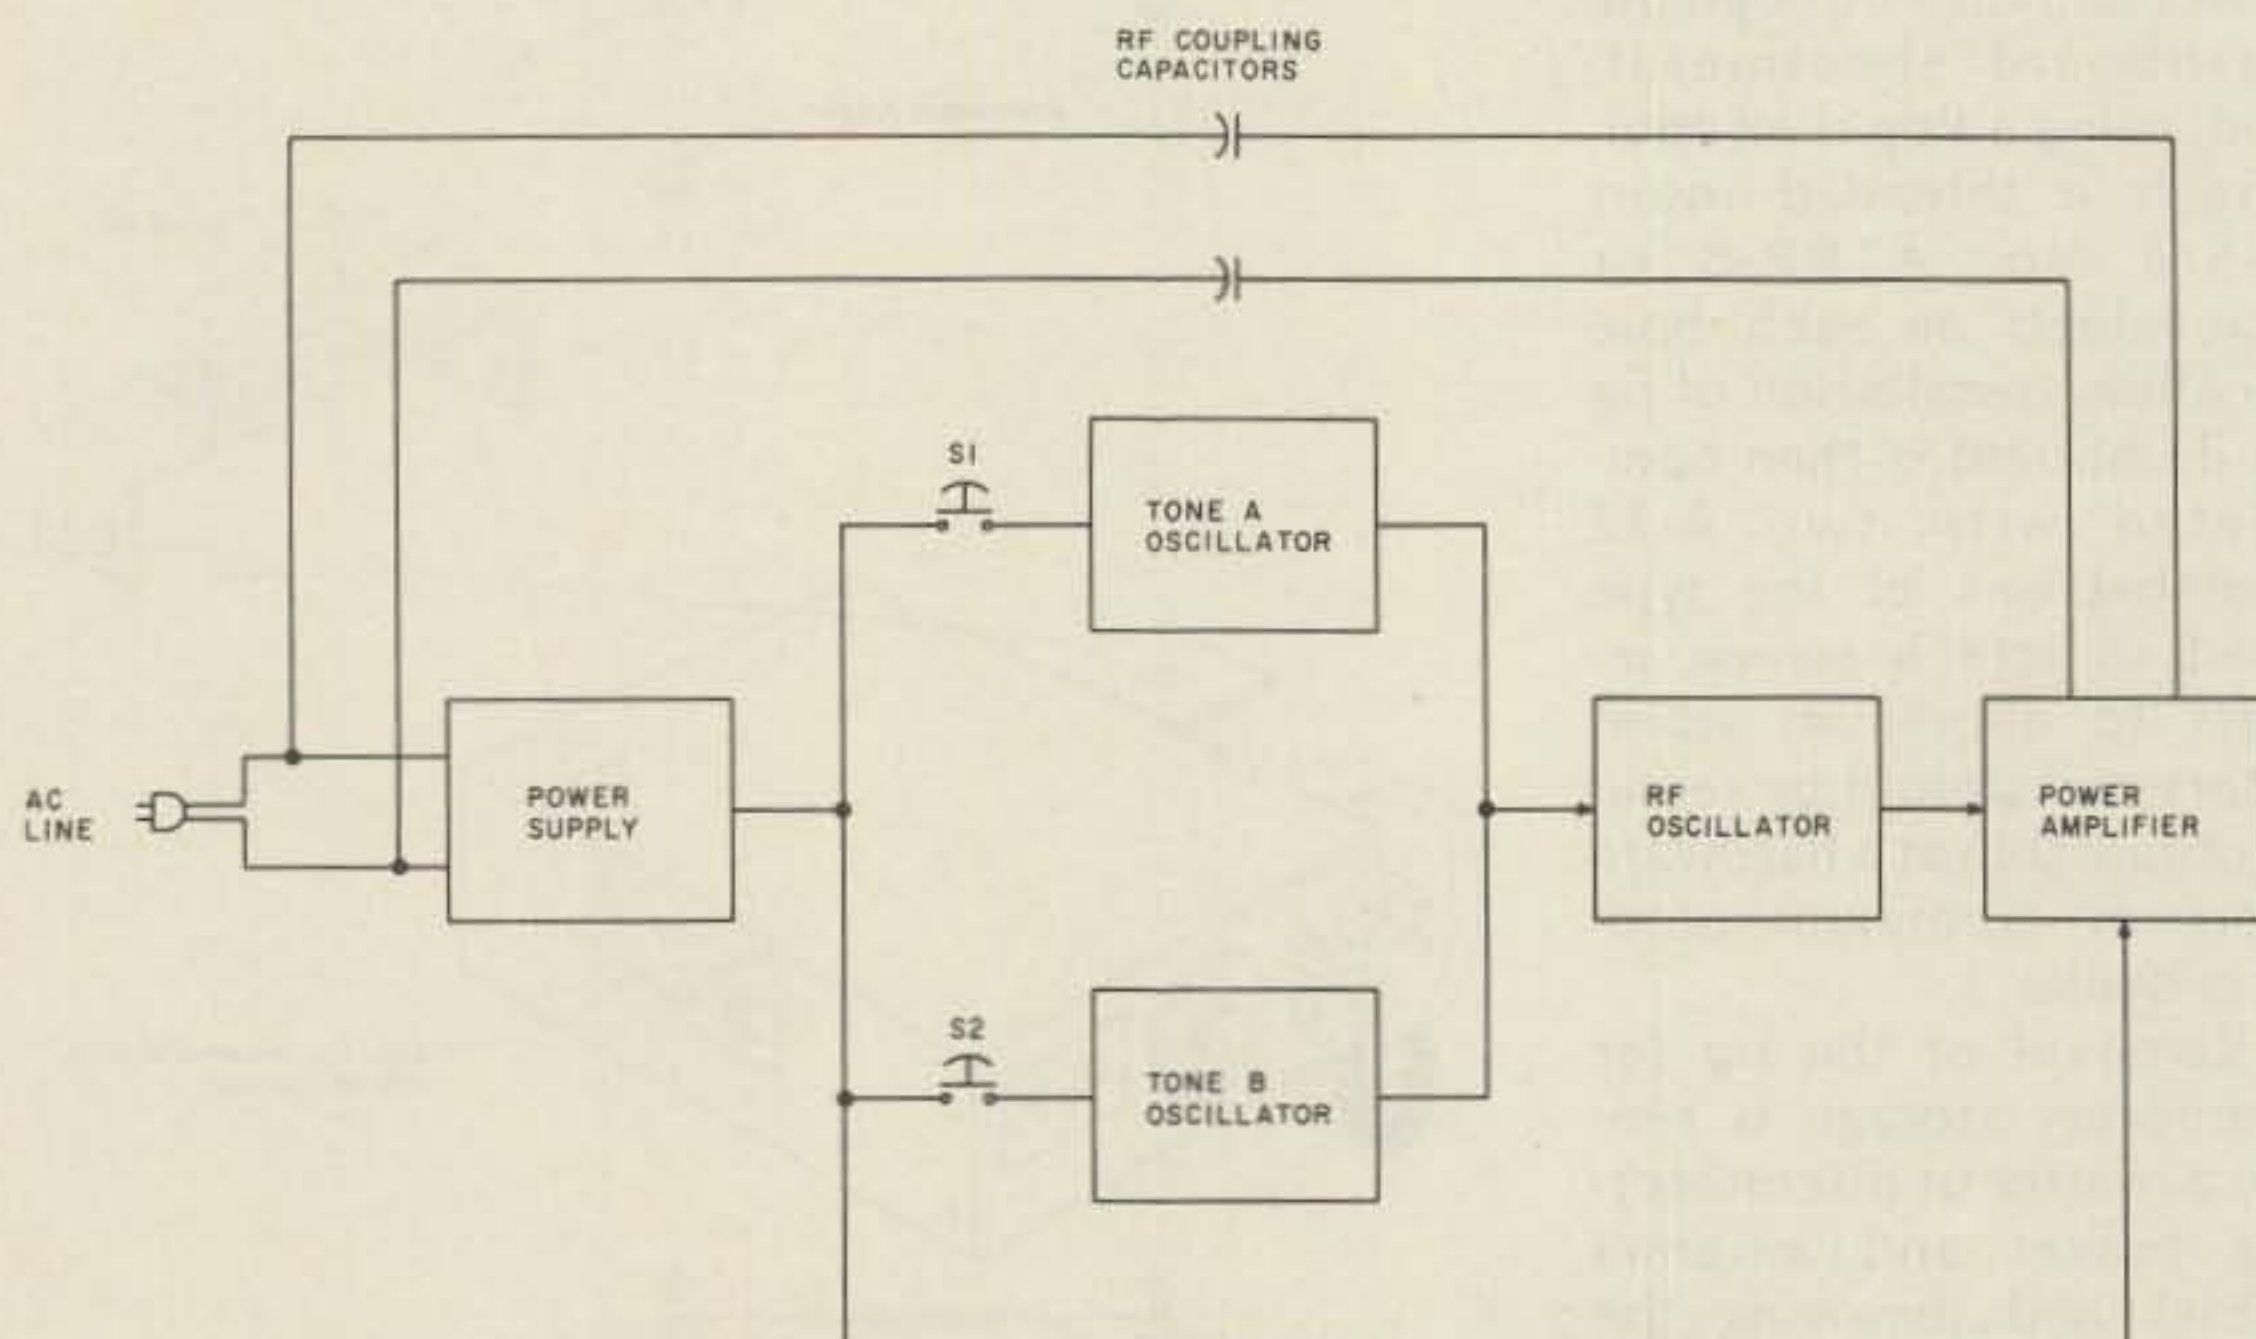 RF COUPLING
CAPACITORS
S1
TONE A
OSCILLATOR
AC
LINE
POWER
SUPPLY
RF
OSCILLATOR
POWER
AMPLIFIER
S2
TONE B
OSCILLATOR